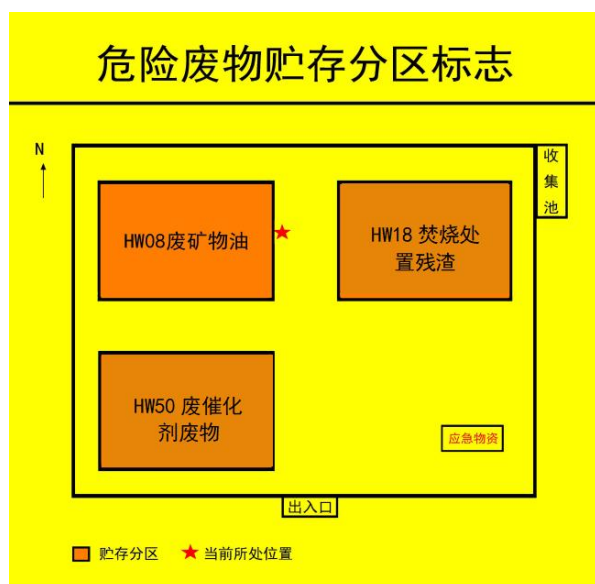 危险废物贮存分区标志
N
收
集
池
HW08废矿物油
HW18 焚烧处
置残渣
HW50 废催化
剂废物
应急物资
出入口
贮存分区
当前所处位置